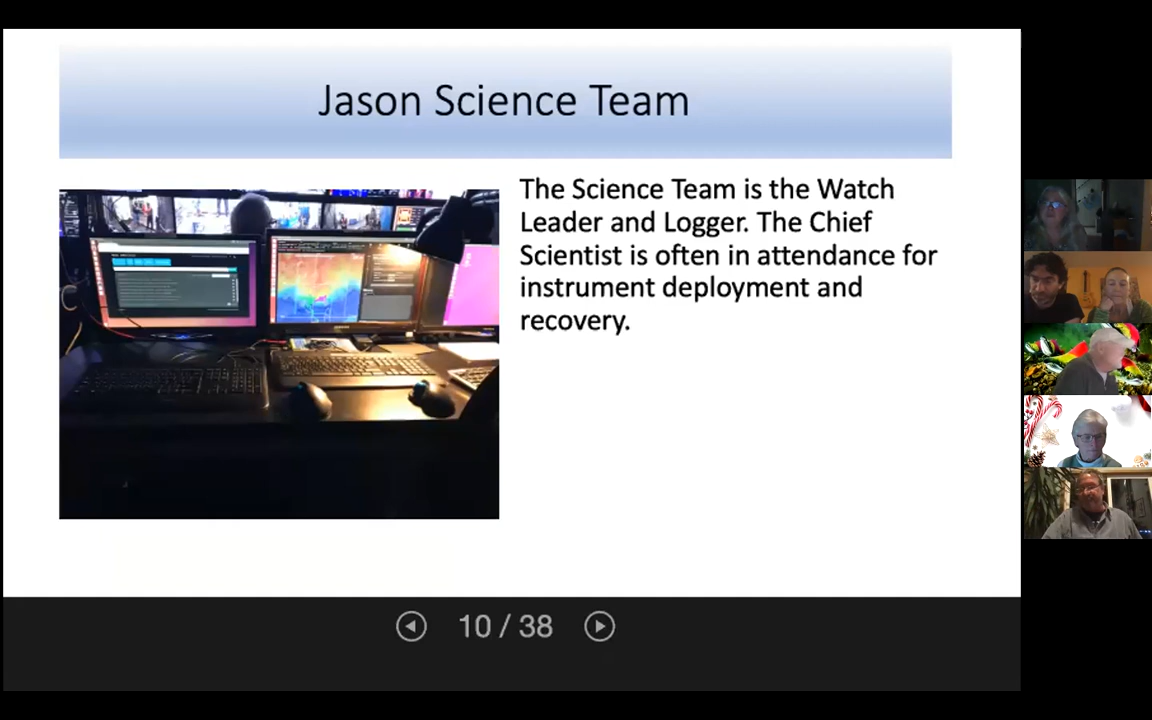 Jason Science Team
The Science Team is the Watch
Leader and Logger. The Chief
Scientist is often in attendance for
instrument deployment and
recovery.
10 / 38